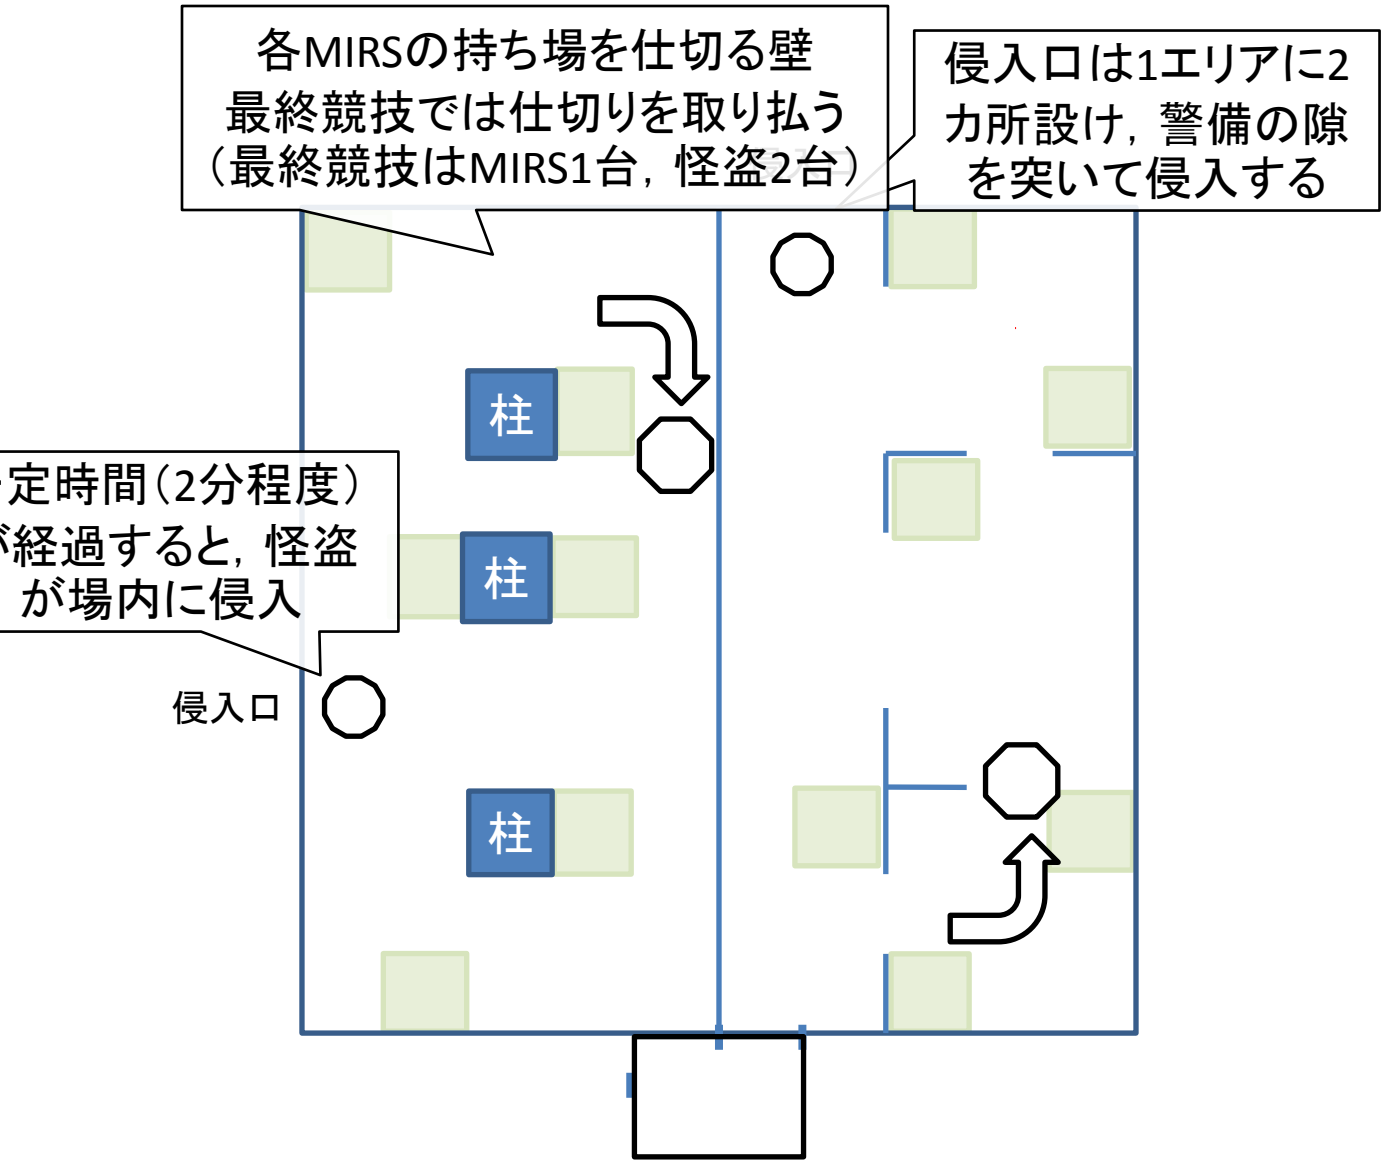 各MIRSの持ち場を仕切る壁
最終競技では仕切りを取り払う
（最終競技はMIRS1台，怪盗2台）
侵入口は1エリアに2
カ所設け，警備の隙
を突いて侵入する
侵入口
柱
定時間（2分程度）
が経過すると，怪盗
が場内に侵入
柱
侵入口
柱